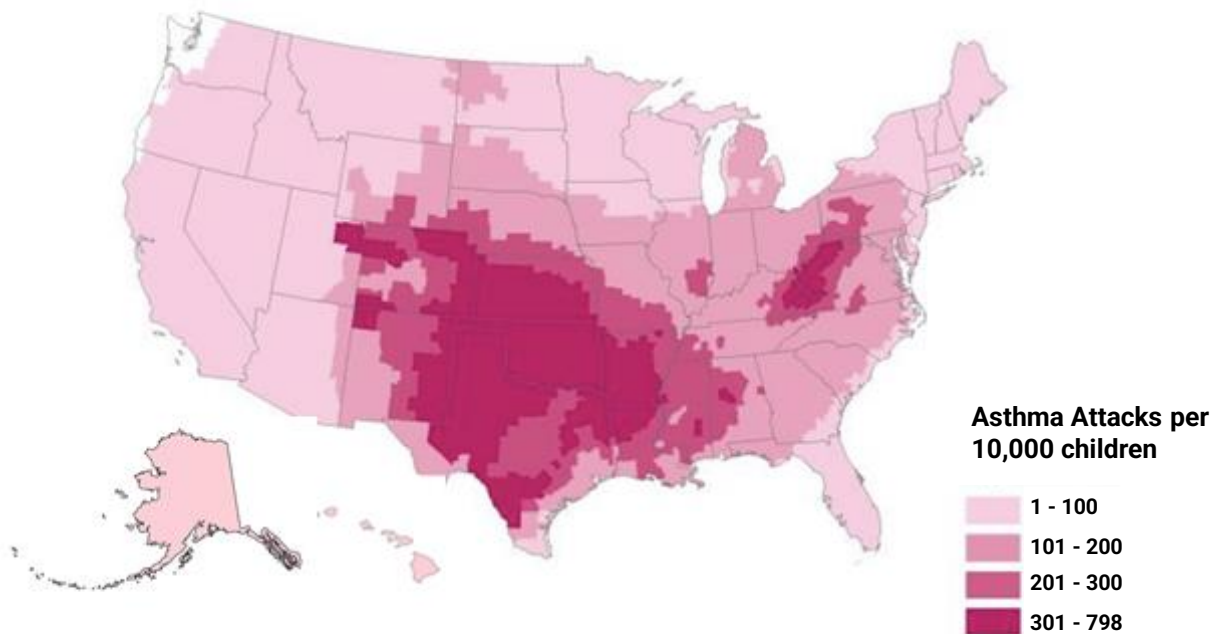 Asthma Attacks per
10,000 children
1 - 100
101 - 200
201 - 300
301 - 798